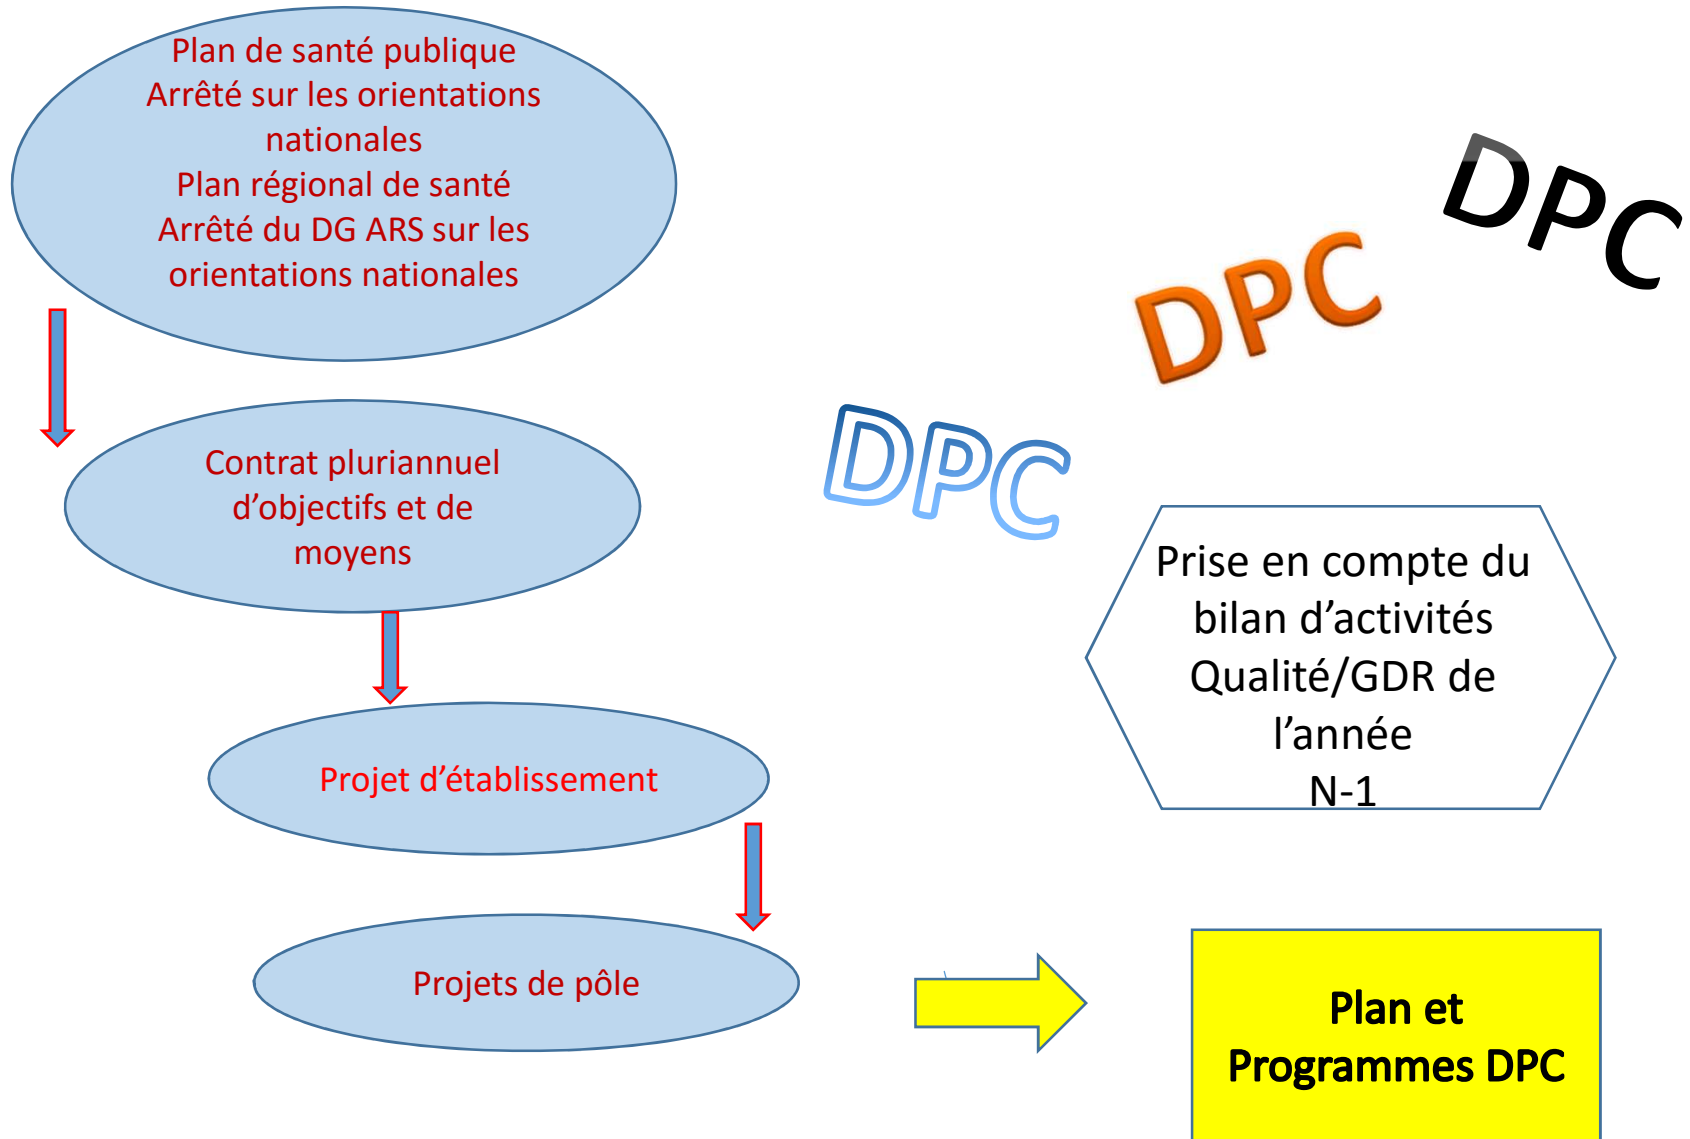 Plan de santé publique
Arrêté sur les orientations
nationales
Plan régional de santé
Arrêté du DG ARS sur les
orientations nationales
DPC
DPC
DPC
Contrat pluriannuel
d’objectifs et de
moyens
Prise en compte du
bilan d’activités
Qualité/GDR de
l’année
N-1
Projet d’établissement
Projets de pôle
Plan et
Programmes DPC